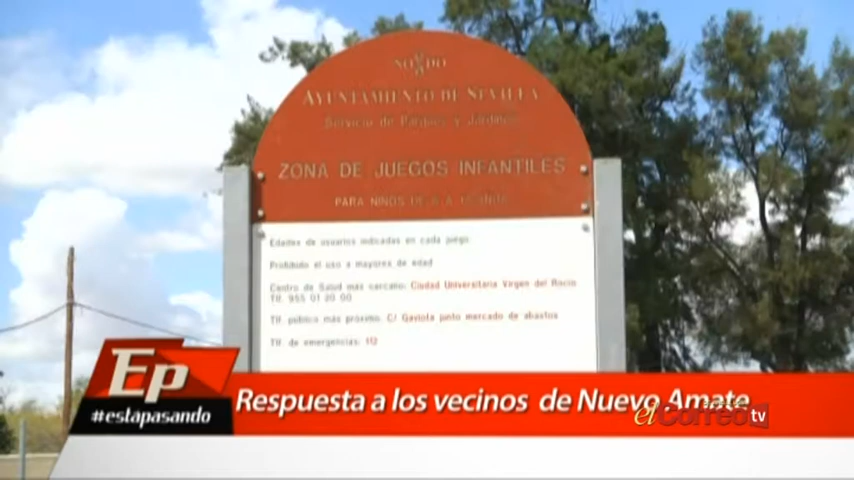 NO DO
AYUNTAMIENTO DE SEVILLA
Servicio de Parques y Jardines
ZONA DE JUEGOS INFANTILES
PARA NIÑOS DE A
Edades de usuarios indicadas en cada juego
Prohibido el uso a mayores de edad
Centro de Salud más cercano: Ciudad Universitaria Virgen del Rocío
Tlf. 955 01 20 00
Tlf. público más próximo: C/ Gaviota junto mercado de abastos
Tlf. de emergencias: 112
Ep
#estapasando
Respuesta a los vecinos de Nuevo Amate
elCorreo tv